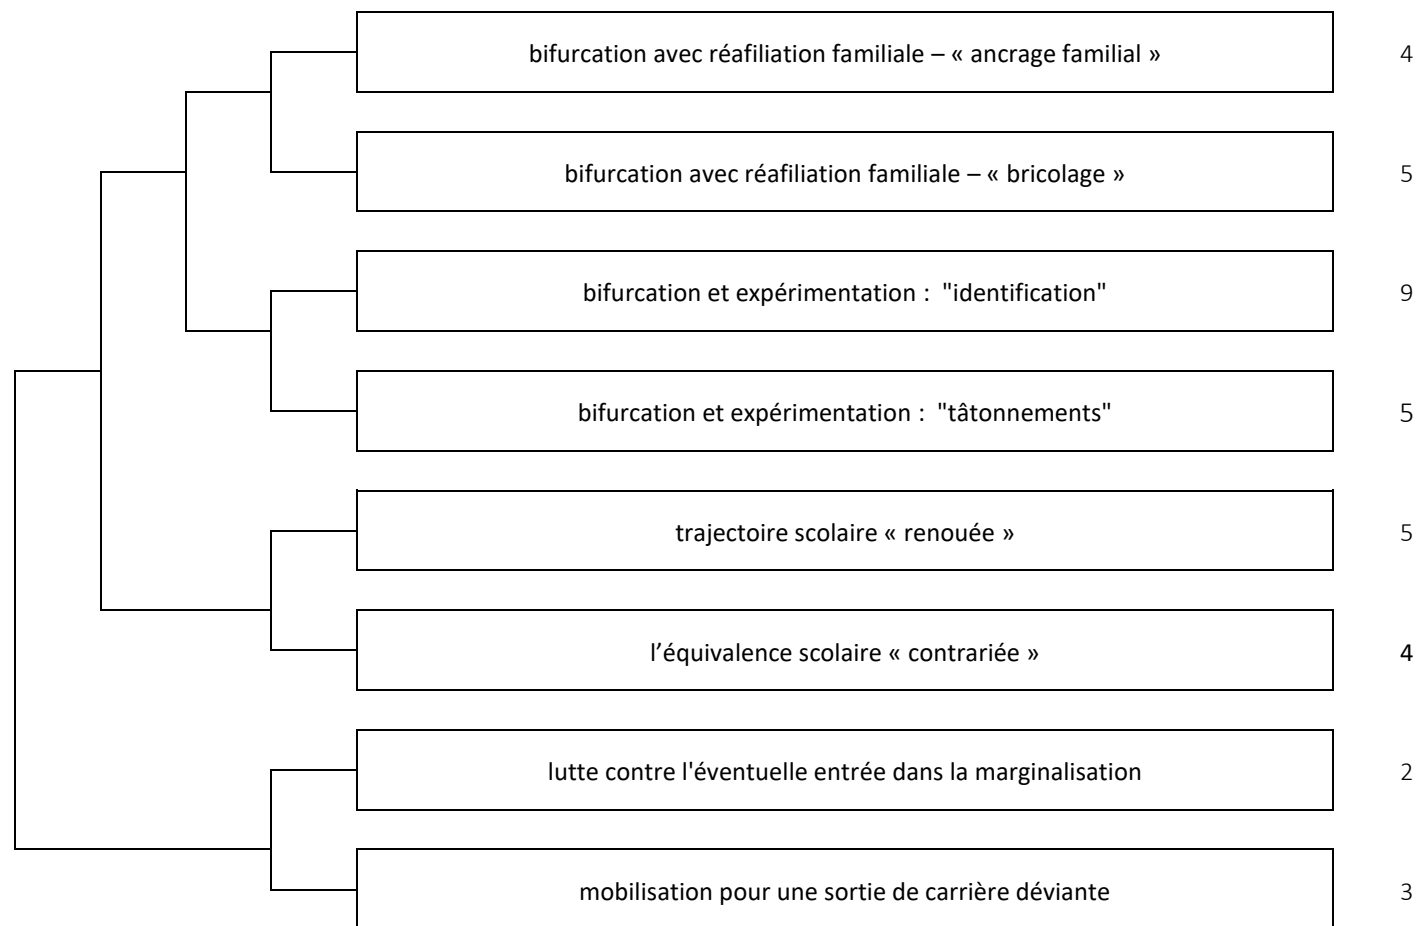 bifurcation avec réafiliation familiale – « ancrage familial » 4
bifurcation avec réafiliation familiale – « bricolage » 5
bifurcation et expérimentation : "identification" 9
bifurcation et expérimentation : "tâtonnements" 5
trajectoire scolaire « renouée » 5
l’équivalence scolaire « contrariée » 4
lutte contre l'éventuelle entrée dans la marginalisation 2
mobilisation pour une sortie de carrière déviante 3